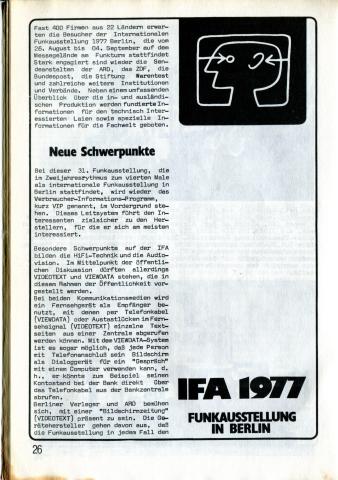 Fast 400 Firmen aus 22 Ländern erwar-
ten die Besucher der Internationalen
Funkausstellung 1977 Berlin, die vom
26. August bis 04. September auf dem
Messegelände am Funkturm stattfindet
Stark engagiert sind wieder die Sen-
deanstalten der ARD, das ZDF, die
Bundespost, die Stiftung Warentest
und zahlreiche weitere Institutionen
und Verbände. Neben einem umfassenden
Überblick über die in- und ausländi-
schen Produktion werden fundierte In-
formationen für den technisch Inter-
essierten Laien sowie spezielle In-
formationen für die Fachwelt geboten.
Neue Schwerpunkte
Bei dieser 31. Funkausstellung, die
im Zweijahresrythmus zum vierten Male
als internationale Funkausstellung in
Berlin stattfindet, wird wieder das
Verbraucher-Informations-Programm,
kurz VIP genannt, im Vordergrund ste-
hen. Dieses Leitsystem führt den In-
teressenten zielsicher zu den Her-
stellern, für die er sich am meisten
interessiert.
Besondere Schwerpunkte auf der IFA
bilden die HiFi-Technik und die Audio-
vision. Im Mittelpunkt der öffentli-
chen Diskussion dürften allerdings
VIDEOTEXT und VIEWDATA stehen, die in
diesem Rahmen der Öffentlichkeit vor-
gestellt werden.
Bei beiden Kommunikationsmedien wird
ein Fernsehgerät als Empfänger be-
nutzt, mit denen per Telefonkabel
(VIEWDATA) oder Austastlücken im Fern-
sehsignal (VIDEOTEXT) einzelne Text-
seiten aus einer Zentrale abgerufen
werden können. Mit dem VIEWDATA-System
ist es sogar möglich, daß jede Person
mit Telefonanschluß sein Bildschirm
als Dialoggerät für ein "Gespräch"
mit einem Computer verwenden kann, d.
h., er könnte zum Beispiel seinen
Kontostand bei der Bank direkt über
das Telefonkabel aus der Bankzentrale
abrufen.
Berliner Verleger und ARD bemühen
sich, mit einer "Bildschirmzeitung"
(VIDEOTEXT) präsent zu sein. Die Ge-
rätehersteller gehen davon aus, daß
die Funkausstellung in jedem Fall den
IFA 1977
FUNKAUSSTELLUNG
IN BERLIN
26